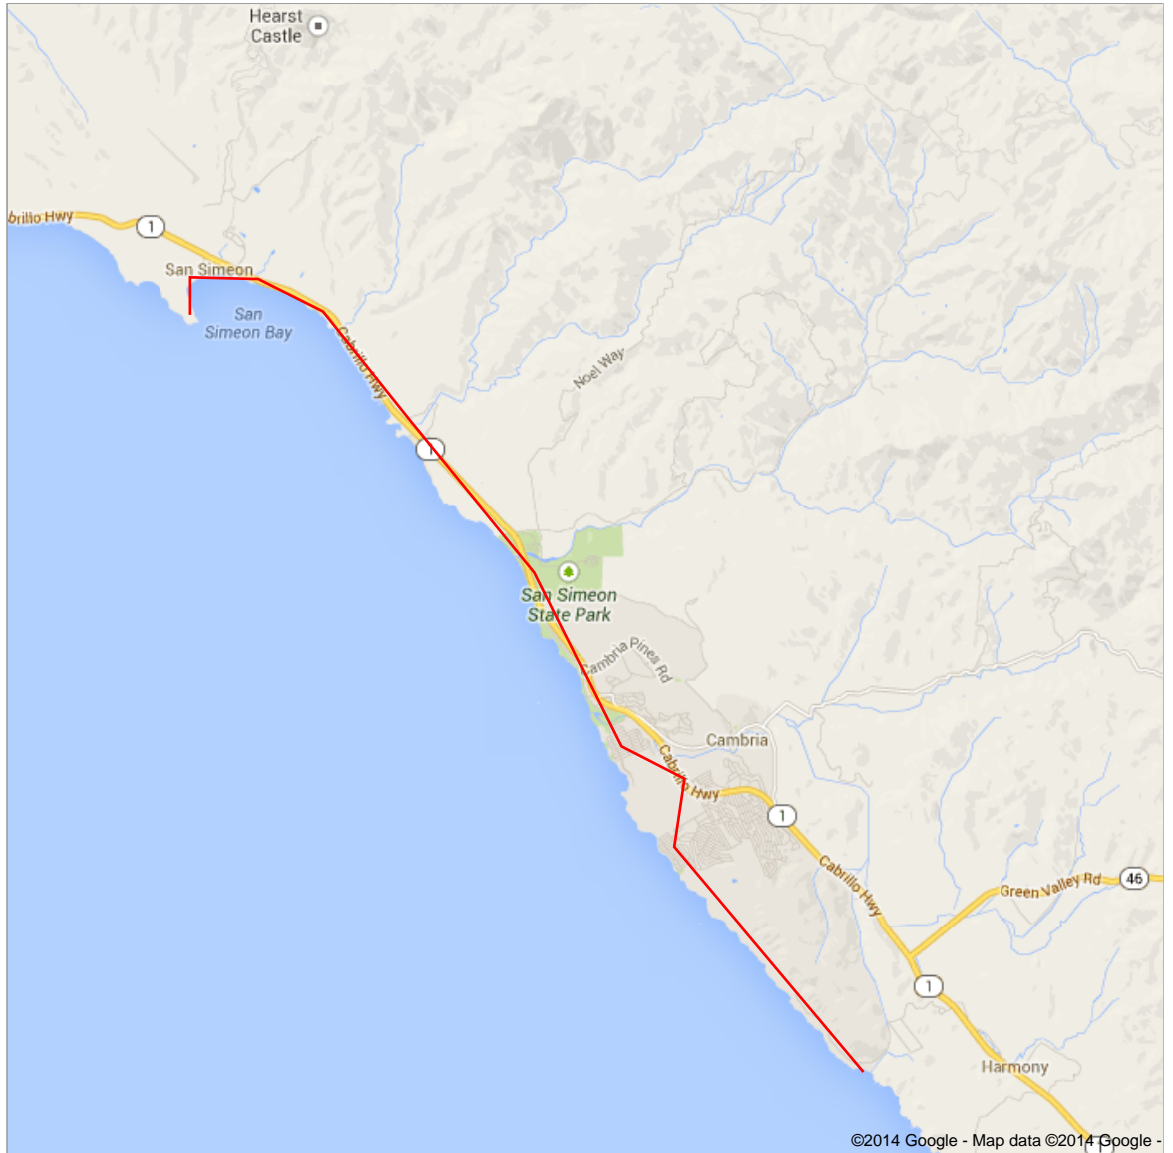 Hearst
Castle
brillo Hwy
1
San Simeon
San
Simeon Bay
Cabrillo Hwy
Noel Way
1
San Simeon
State Park
Cambria Pines Rd
Cambria
Cabrillo Hwy
1
Cabrillo Hwy
Green Valley Rd
46
1
Harmony
1
©2014 Google - Map data ©2014 Google -